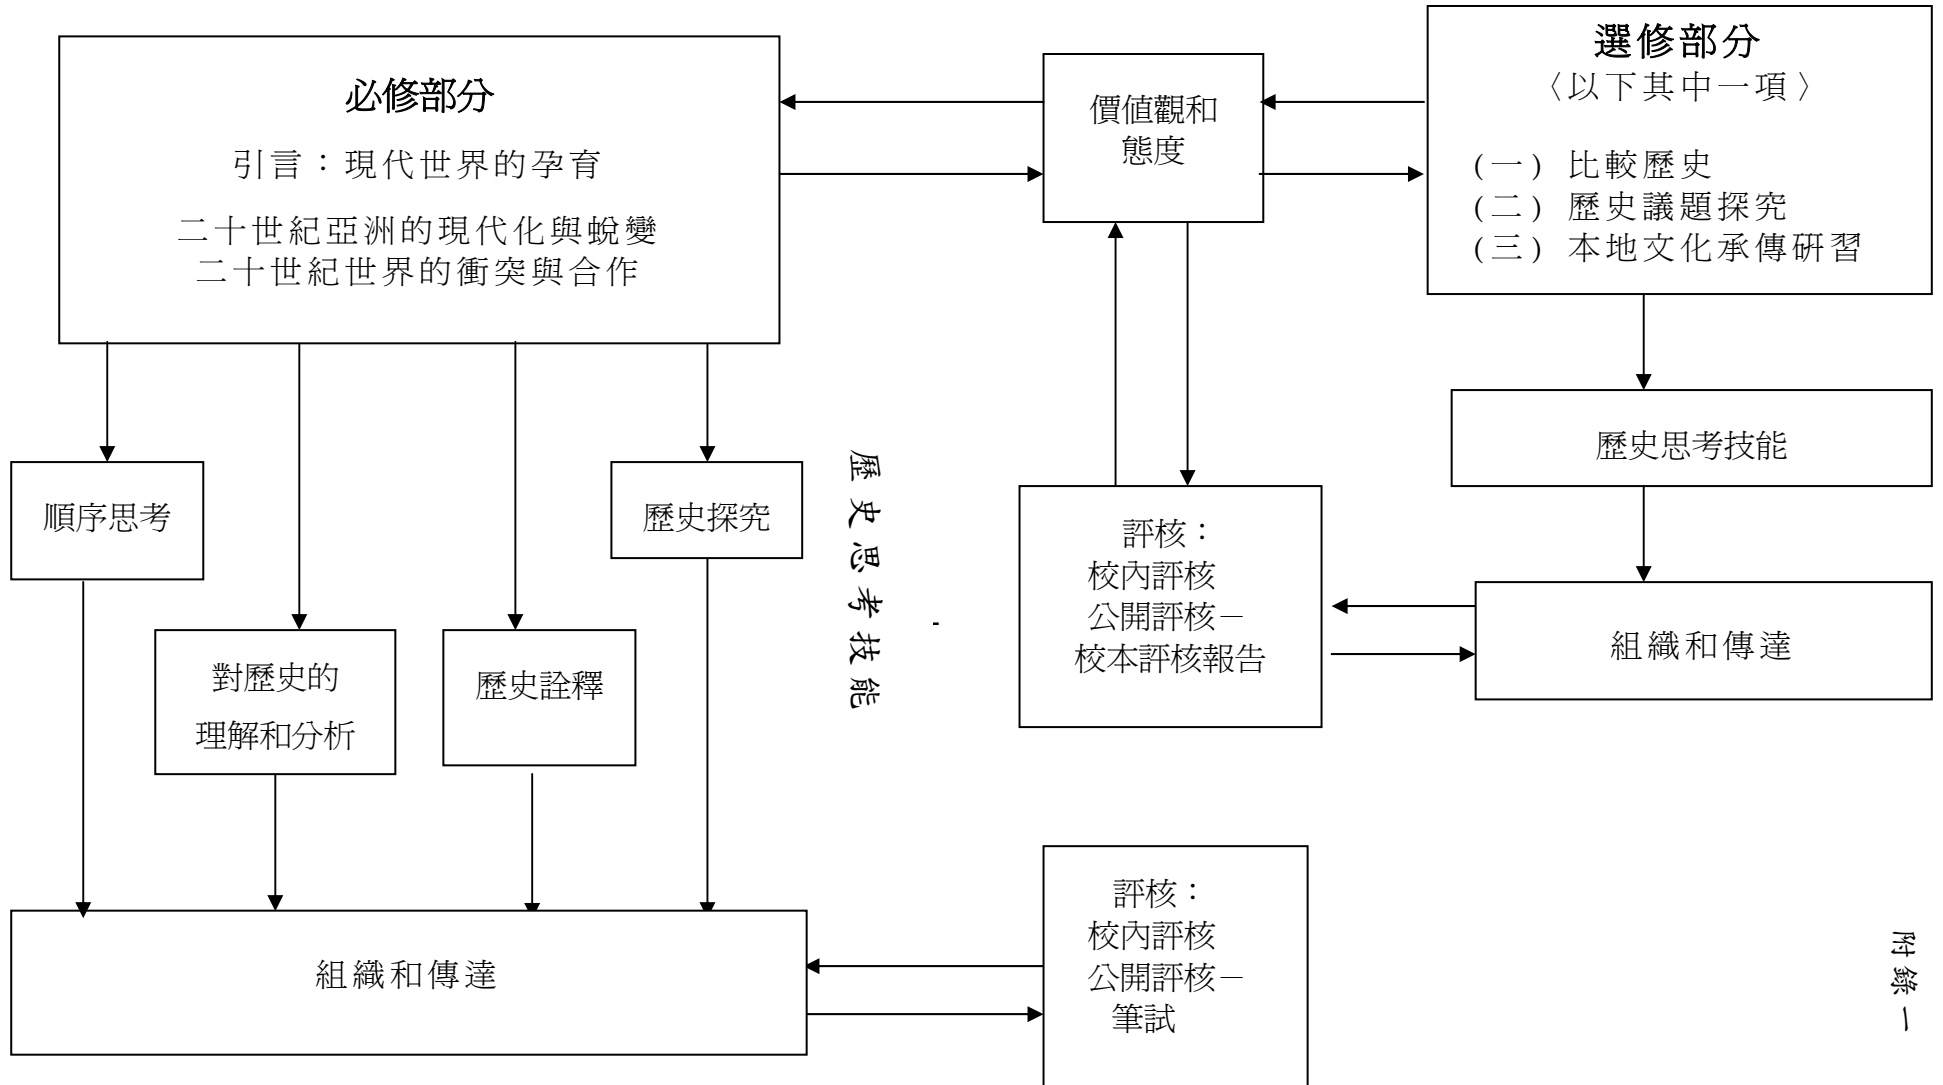 必修部分
引言：現代世界的孕育
二十世紀亞洲的現代化與蛻變
二十世紀世界的衝突與合作
價值觀和
態度
選修部分
〈以下其中一項〉
(一) 比較歷史
(二) 歷史議題探究
(三) 本地文化承傳研習
順序思考
對歷史的
理解和分析
歷史詮釋
歷史探究
歷史思考技能
-
評核：
校內評核
公開評核－
校本評核報告
歷史思考技能
組織和傳達
組織和傳達
評核：
校內評核
公開評核－
筆試
附錄一